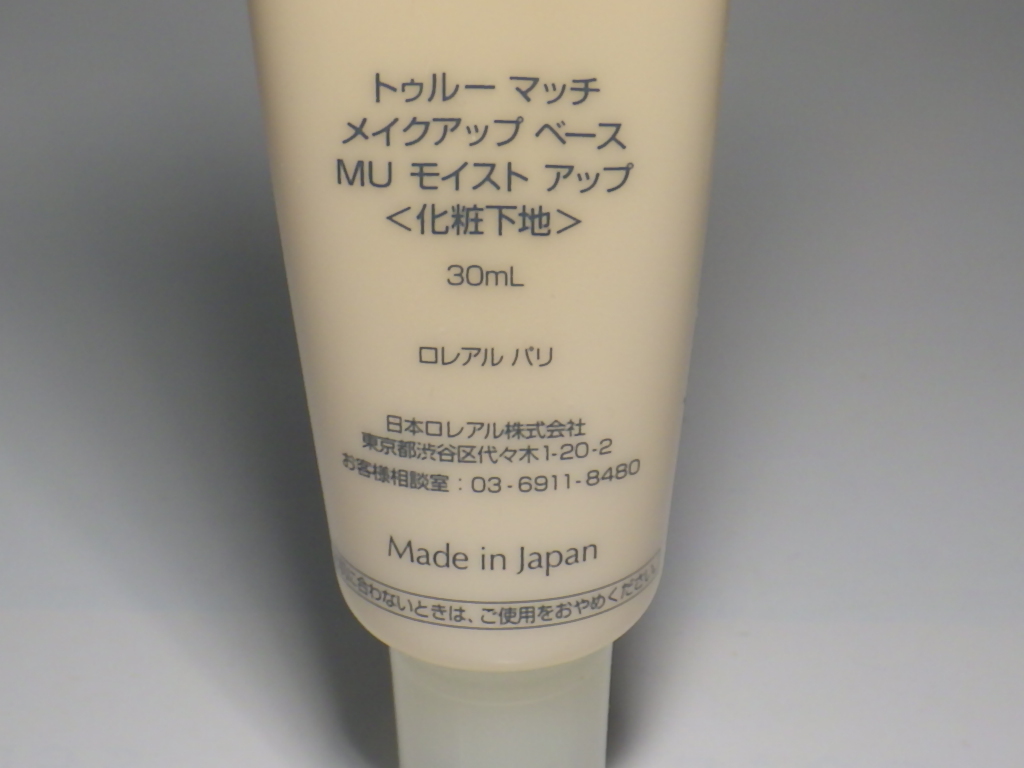 トゥルー マッチ
メイクアップ ベース
MU モイスト アップ
<化粧下地>
30mL
ロレアル パリ
日本ロレアル株式会社
東京都渋谷区代々木1-20-2
お客様相談室：03-6911-8480
Made in Japan
に合わないときは、ご使用をおやめください。